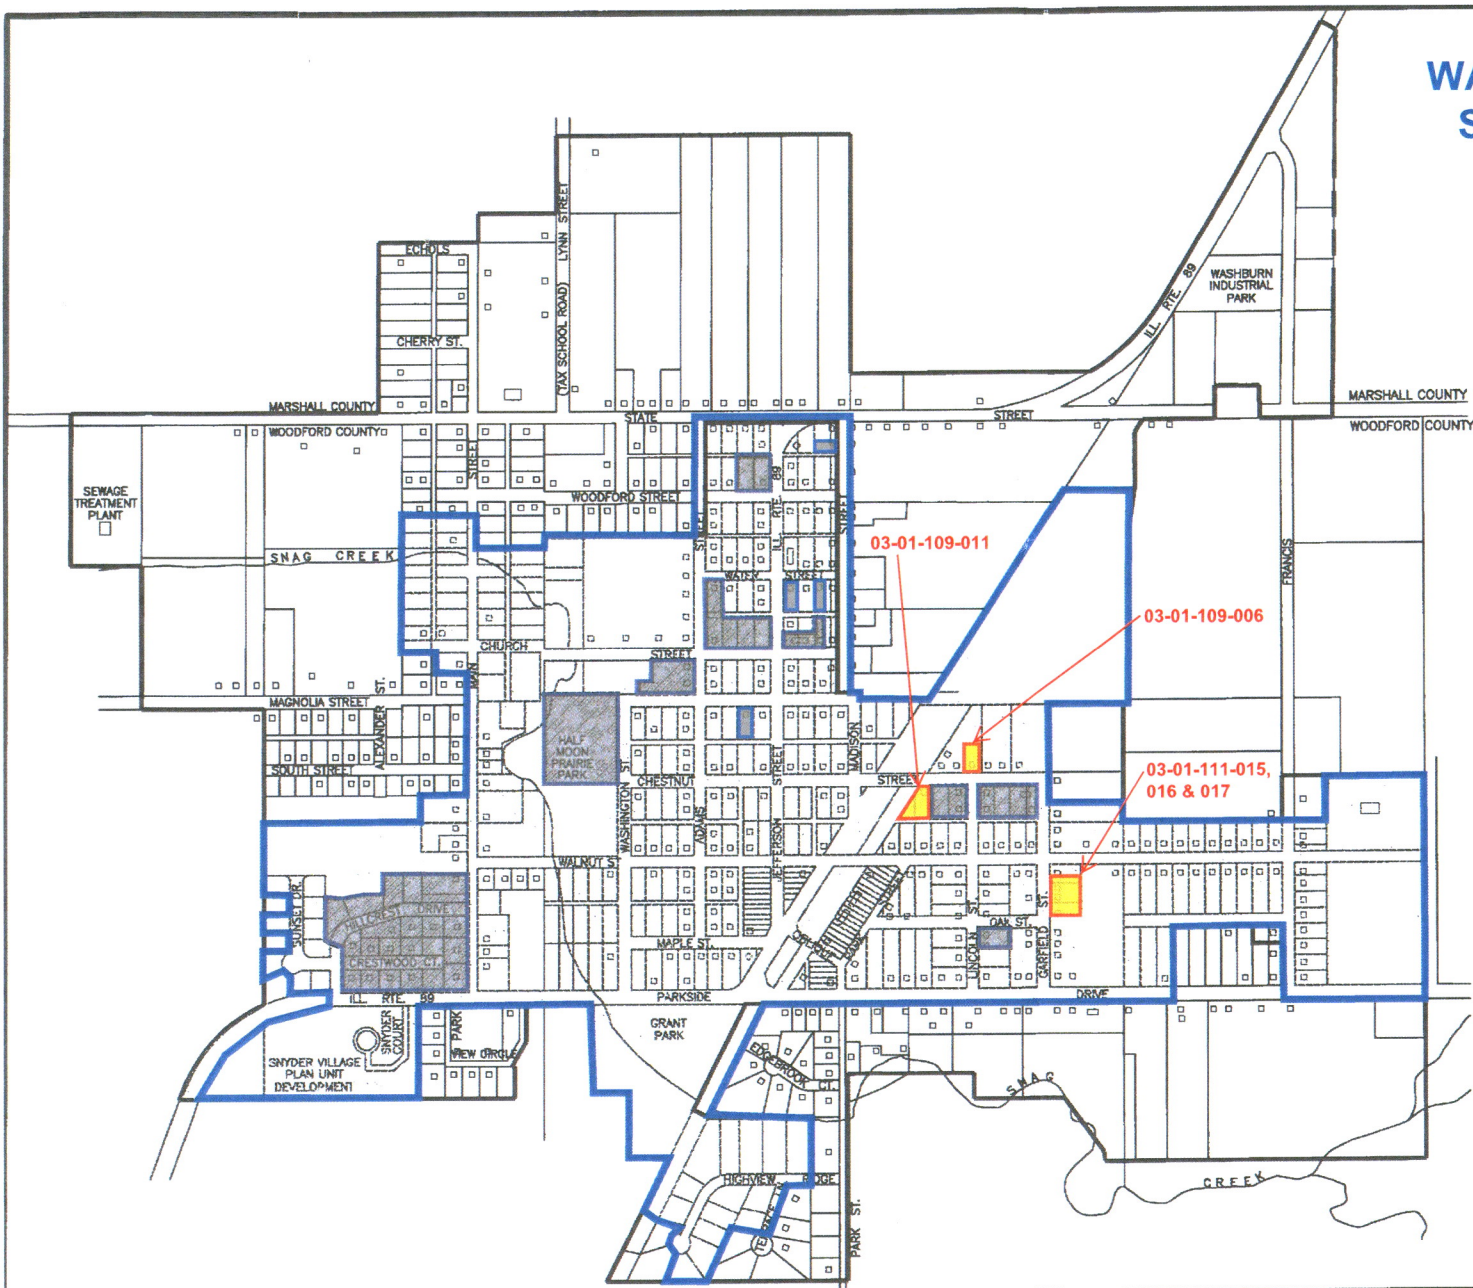 WA
S
ECHOLS
LYNN STREET
(TAX SCHOOL ROAD)
CHERRY ST.
ILL. RTE. 89
WASHBURN
INDUSTRIAL
PARK
MARSHALL COUNTY
STATE
STREET
MARSHALL COUNTY
WOODFORD COUNTY
WOODFORD COUNTY
STREET
SEWAGE
TREATMENT
PLANT
WOODFORD STREET
STREET
ILL. RTE. 89
STREET
SNAG CREEK
03-01-109-011
FRANCIS
WATER STREET
03-01-109-006
CHURCH
STREET
MAIN
MAGNOLIA STREET
ALEXANDER ST.
HALF
MOON
PRAIRIE
PARK
MADISON
SOUTH STREET
WASHINGTON ST.
CHESTNUT
STREET
STREET
03-01-111-015,
016 & 017
ADAMS
JEFFERSON
WALNUT ST.
STREET
SUNSET DR.
HILLCREST DRIVE
CRESTWOOD CT.
MAPLE ST.
PARK
LINCOLN ST.
OAK ST.
GARFIELD ST.
ILL. RTE. 89
PARKSIDE
DRIVE
SNYDER
COURT
PARK
VIEW CIRCLE
GRANT
PARK
SNYDER VILLAGE
PLAN UNIT
DEVELOPMENT
EDGEBROOK CT.
SNAG
CREEK
HIGHVIEW RIDGE
PARK ST.